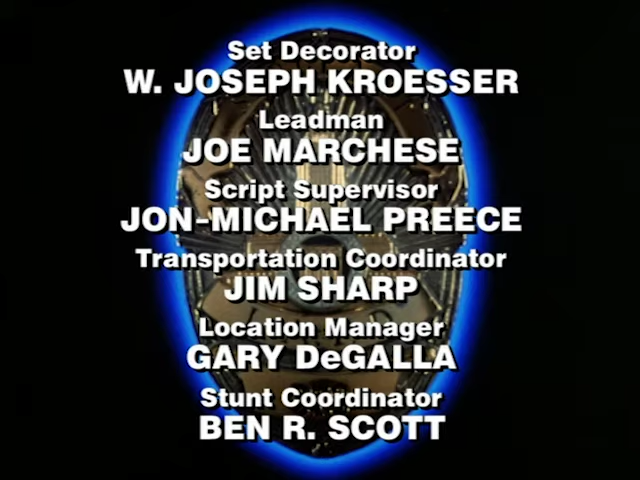 Set Decorator
W. JOSEPH KROESSER
Leadman
JOE MARCHESE
Script Supervisor
JON-MICHAEL PREECE
Transportation Coordinator
JIM SHARP
Location Manager
GARY DeGALLA
Stunt Coordinator
BEN R. SCOTT